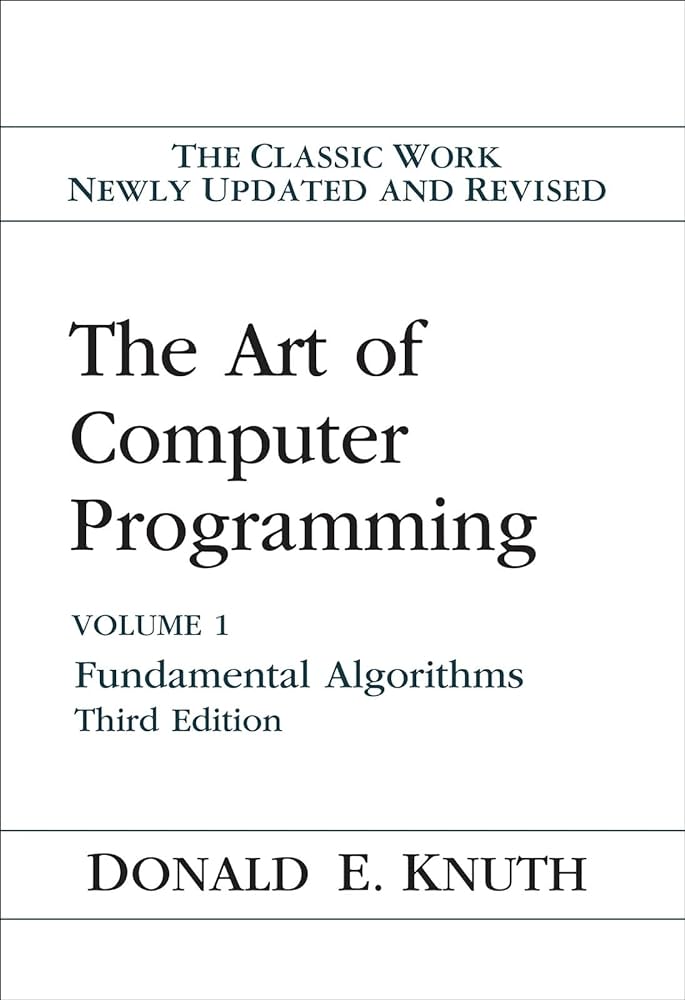 THE CLASSIC WORK
NEWLY UPDATED AND REVISED
The Art of
Computer
Programming
VOLUME 1
Fundamental Algorithms
Third Edition
DONALD E. KNUTH